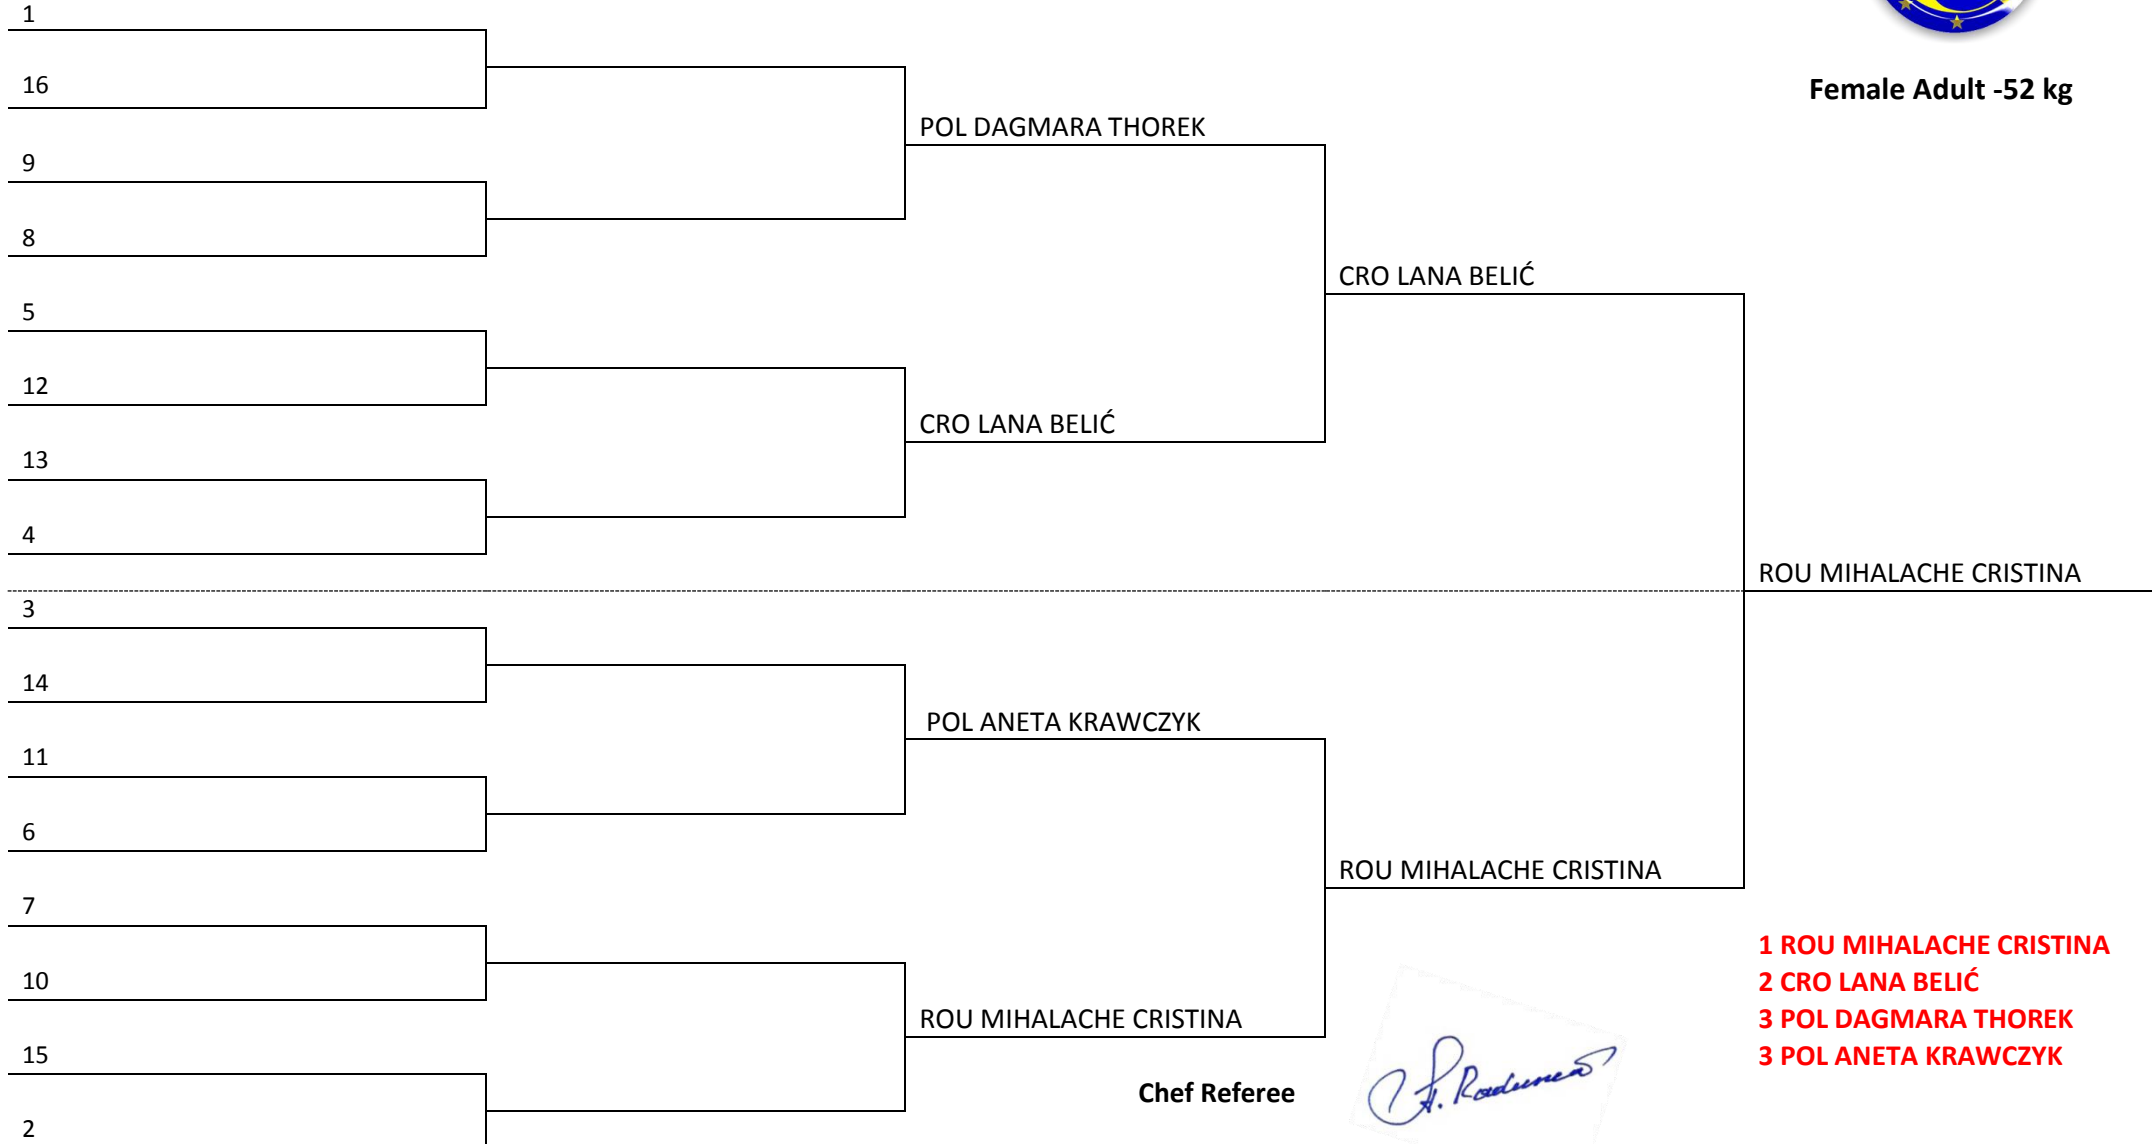 1
16
Female Adult -52 kg
POL DAGMARA THOREK
9
8
CRO LANA BELIĆ
5
12
CRO LANA BELIĆ
13
4
ROU MIHALACHE CRISTINA
3
14
POL ANETA KRAWCZYK
11
6
ROU MIHALACHE CRISTINA
7
1 ROU MIHALACHE CRISTINA
10
2 CRO LANA BELIĆ
ROU MIHALACHE CRISTINA
3 POL DAGMARA THOREK
15
3 POL ANETA KRAWCZYK
Chef Referee
2